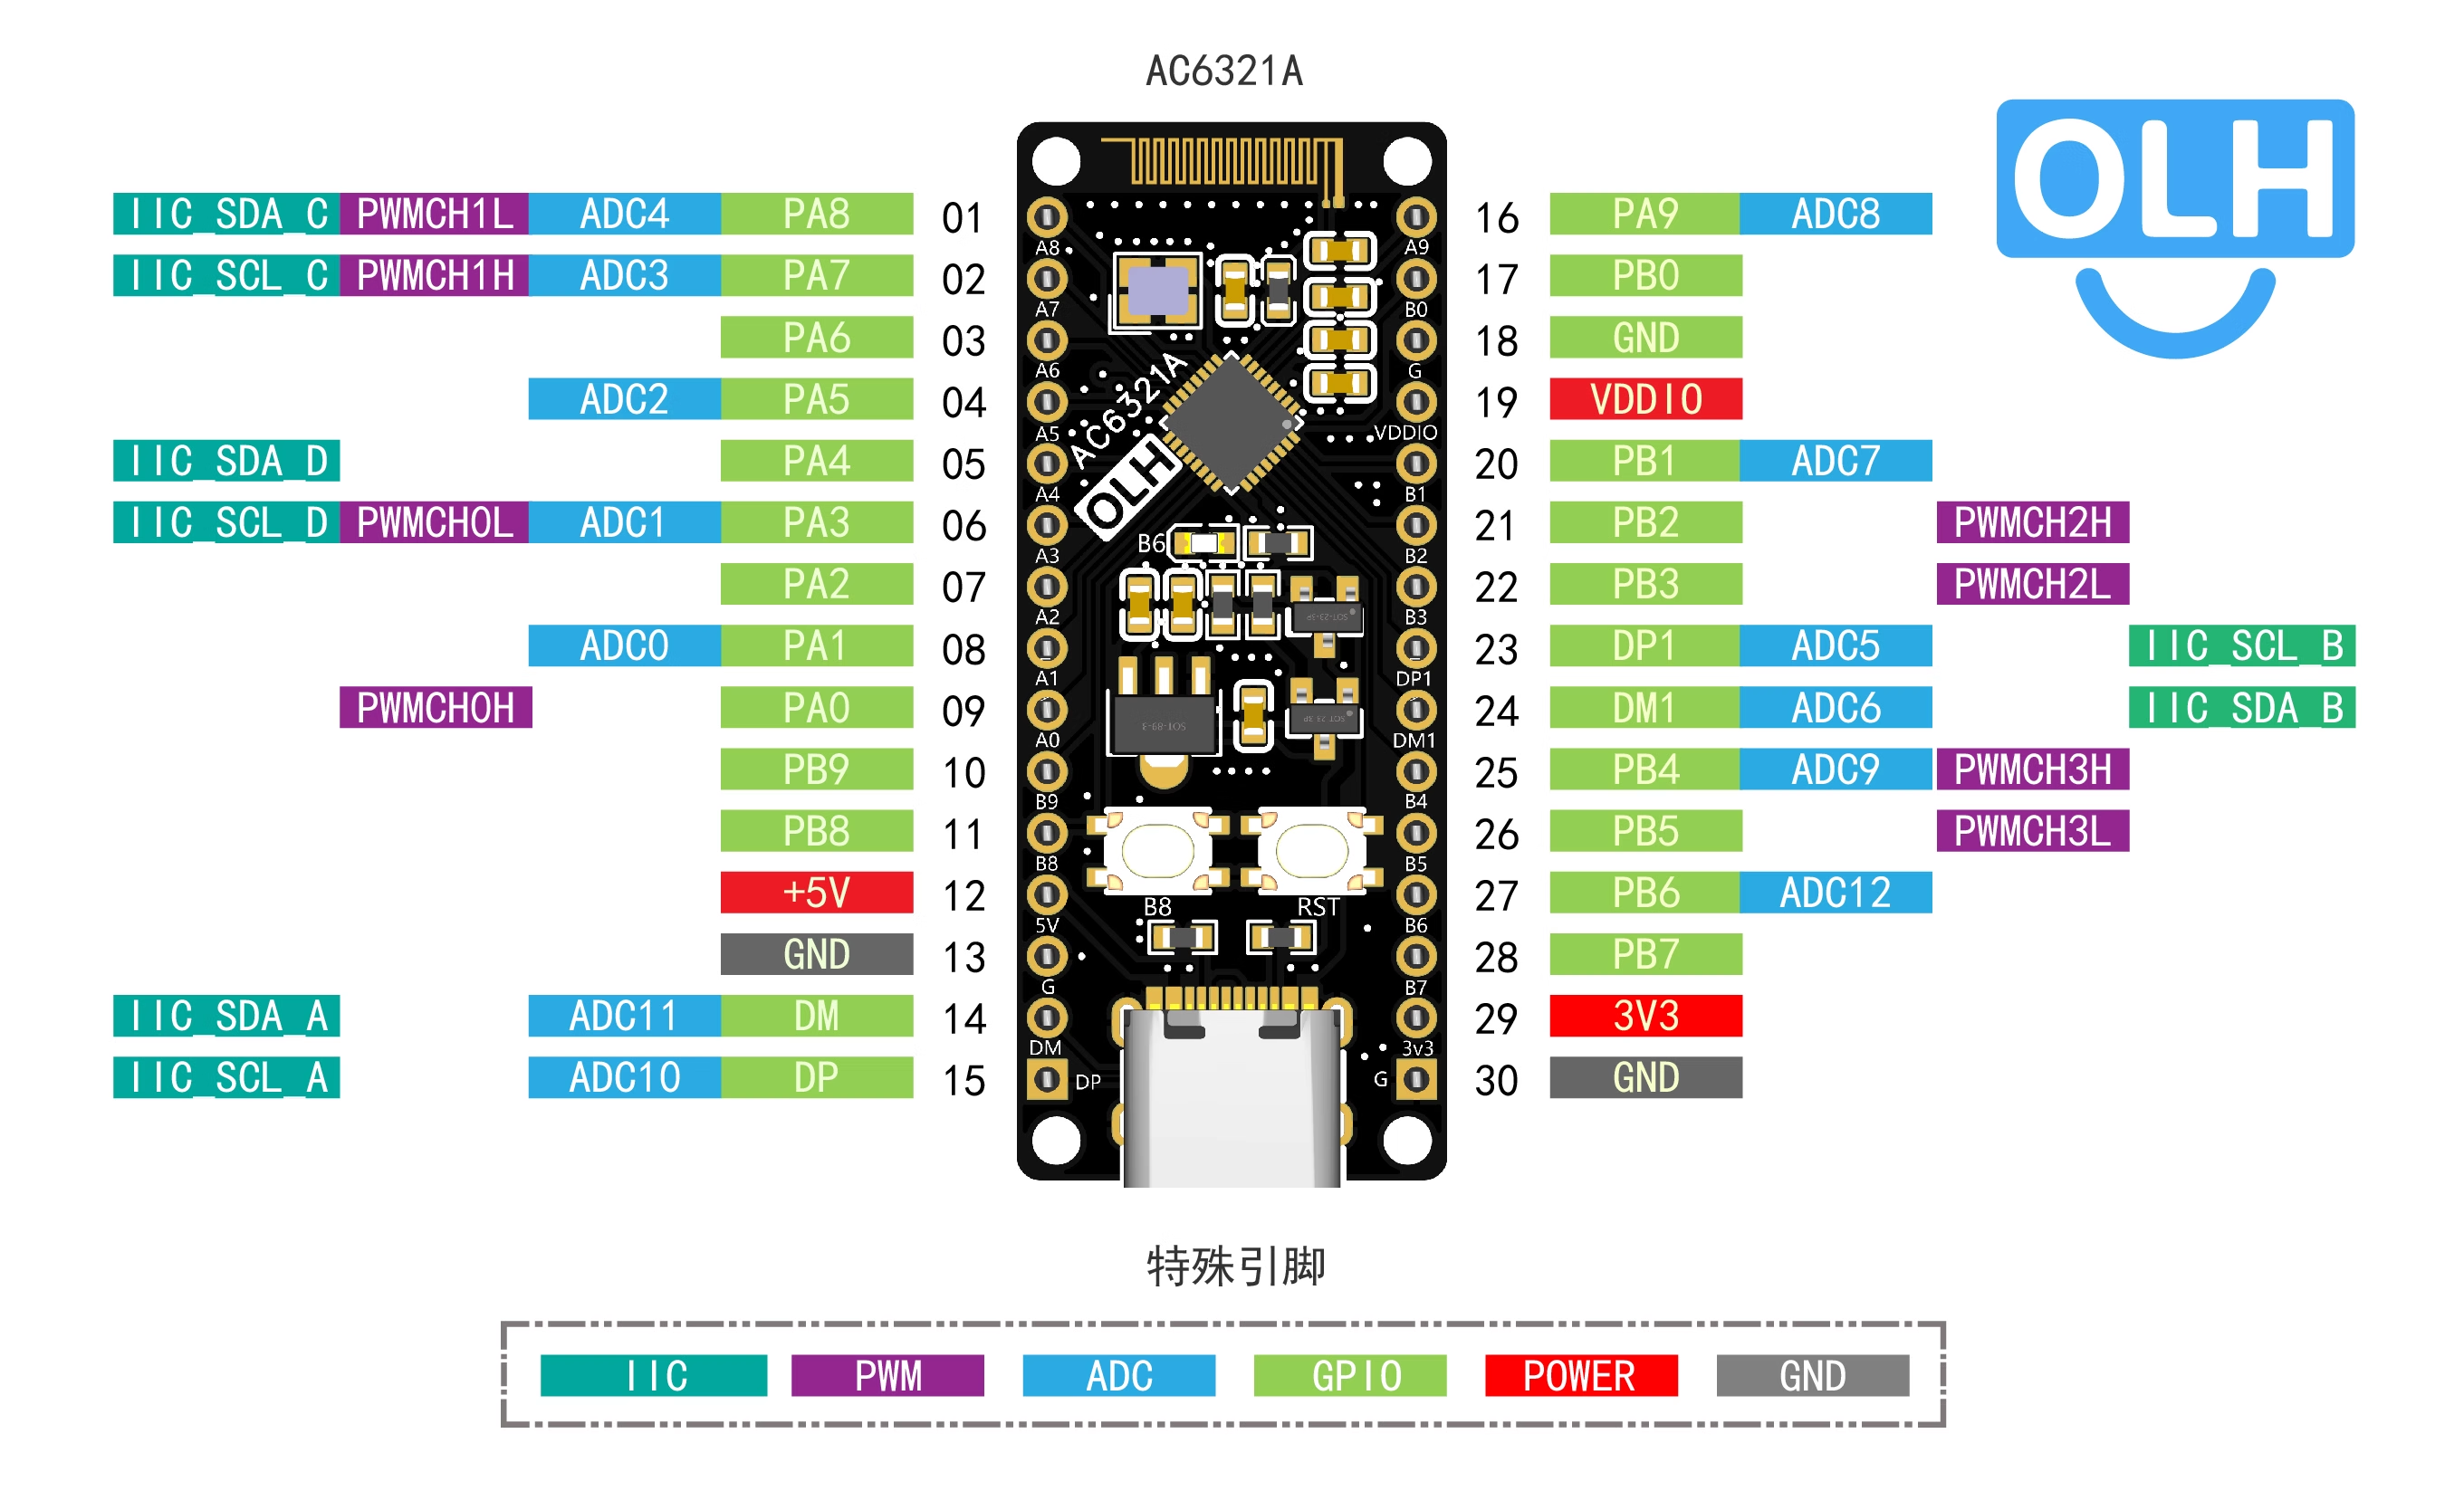 AC6321A
OLH
IIC_SDA_C PWMCH1L ADC4 PA8 01 A8 A9 16 PA9 ADC8
IIC_SCL_C PWMCH1H ADC3 PA7 02 A7 B0 17 PB0
PA6 03 A6 G 18 GND
ADC2 PA5 04 A5 VDDIO 19 VDDIO
IIC_SDA_D PA4 05 A4 B1 20 PB1 ADC7
IIC_SCL_D PWMCH0L ADC1 PA3 06 A3 B2 21 PB2 PWMCH2H
PA2 07 A2 B3 22 PB3 PWMCH2L
ADC0 PA1 08 A1 DP1 23 DP1 ADC5 IIC_SCL_B
PWMCH0H PA0 09 A0 DM1 24 DM1 ADC6 IIC_SDA_B
PB9 10 B9 B4 25 PB4 ADC9 PWMCH3H
PB8 11 B8 B5 26 PB5 PWMCH3L
+5V 12 5V B6 27 PB6 ADC12
GND 13 G B7 28 PB7
IIC_SDA_A ADC11 DM 14 DM 3v3 29 3V3
IIC_SCL_A ADC10 DP 15 DP G 30 GND
AC6321A
OLH
B6
SOT-23-3P
SOT-89-3
SOT-23-3P
B8 RST
特殊引脚
IIC PWM ADC GPIO POWER GND